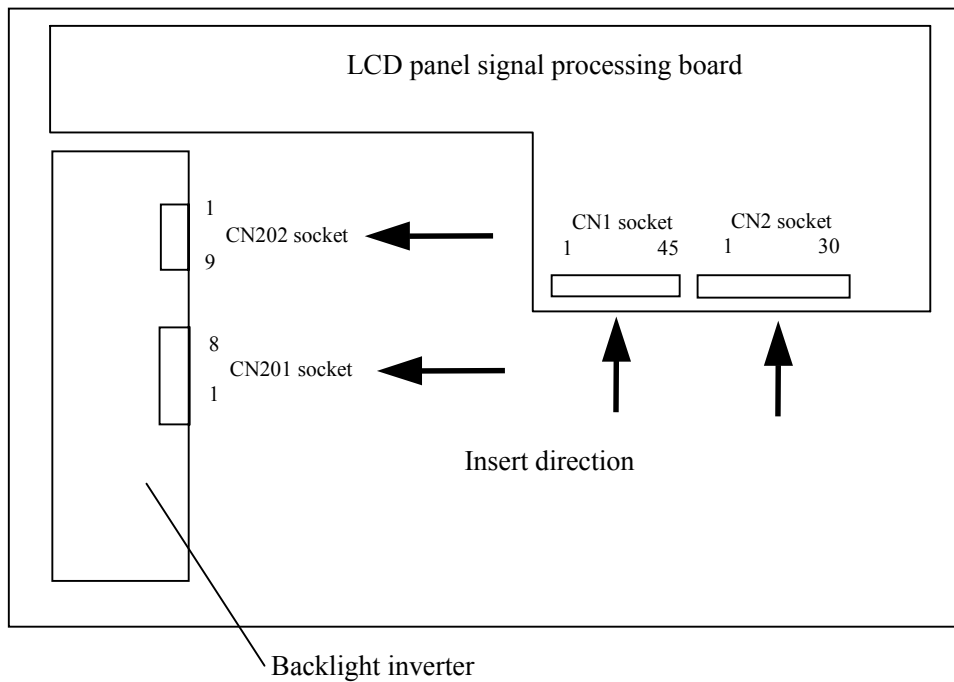 LCD panel signal processing board
CN1 socket
CN2 socket
1
45
1
30
1
CN202 socket
9
8
CN201 socket
1
Insert direction
Backlight inverter